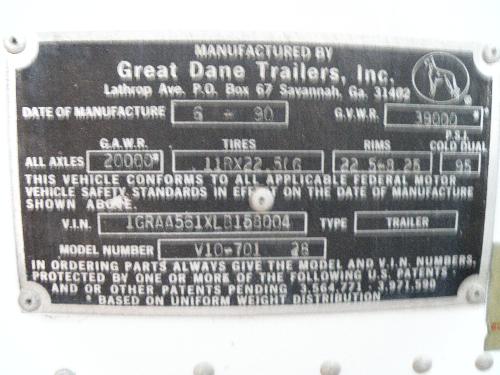 MANUFACTURED BY
Great Dane Trailers, Inc.
Lathrop Ave. P.O. Box 67 Savannah, Ga. 31402
DATE OF MANUFACTURE 6 - 90 G.V.W.R. 38000*
G.A.W.R. TIRES RIMS P.S.I. COLD DUAL
ALL AXLES 20000* 11RX22.5(G 22.5*8.25 95
THIS VEHICLE CONFORMS TO ALL APPLICABLE FEDERAL MOTOR
VEHICLE SAFETY STANDARDS IN EFFECT ON THE DATE OF MANUFACTURE
SHOWN ABOVE.
V.I.N. 1GRAA561XLB158004 TYPE TRAILER
MODEL NUMBER V10-701 28
IN ORDERING PARTS ALWAYS GIVE THE MODEL AND V.I.N. NUMBERS.
PROTECTED BY ONE OR MORE OF THE FOLLOWING U.S. PATENTS
AND OR OTHER PATENTS PENDING 3,564,771 - 3,971,590
* BASED ON UNIFORM WEIGHT DISTRIBUTION